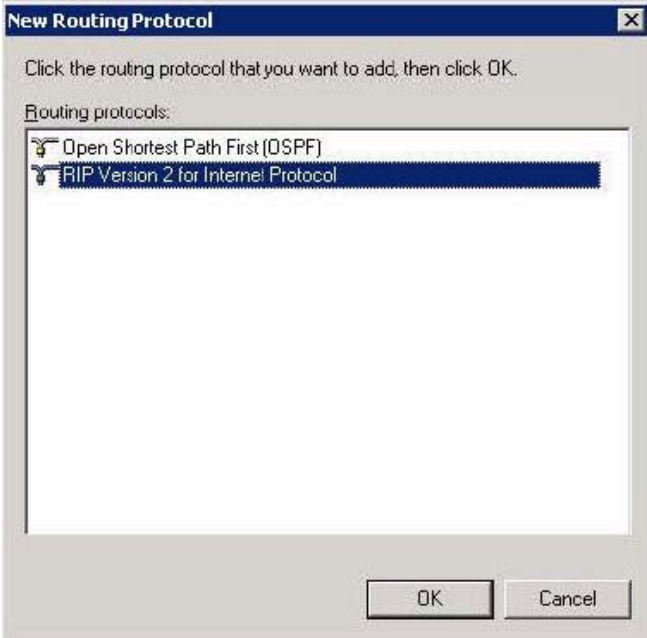 New Routing Protocol
Click the routing protocol that you want to add, then click OK.
Routing protocols:
Open Shortest Path First (OSPF)
RIP Version 2 for Internet Protocol
OK Cancel